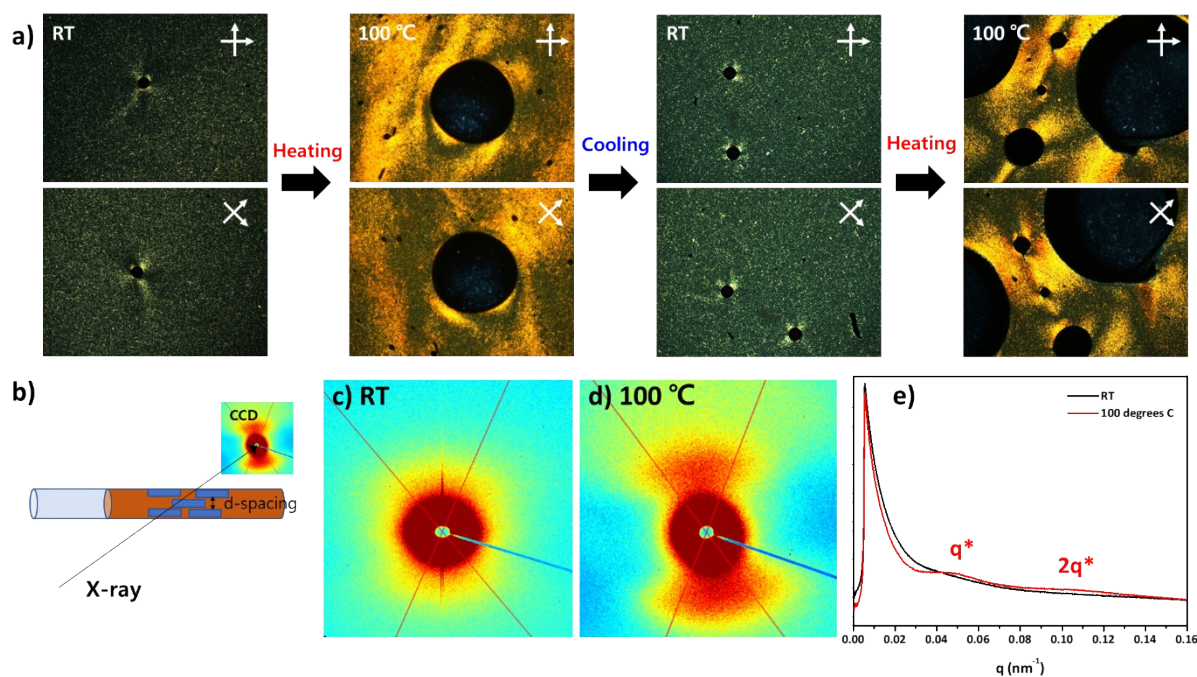 a)
RT
100 ℃
RT
100 ℃
Heating
Cooling
Heating
b)
CCD
d-spacing
X-ray
c) RT
d) 100 ℃
e)
RT
100 degrees C
q*
2q*
0.00 0.02 0.04 0.06 0.08 0.10 0.12 0.14 0.16
q (nm⁻¹)